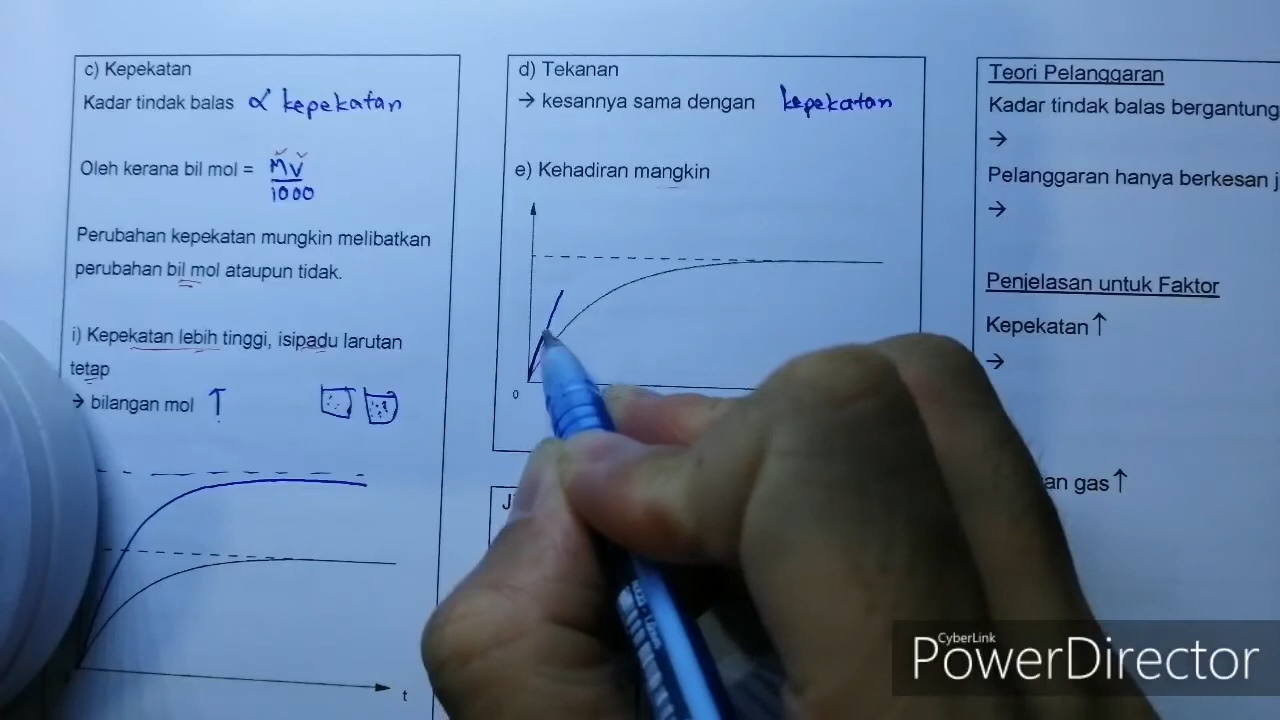 c) Kepekatan
Kadar tindak balas ∝ kepekatan
Oleh kerana bil mol = MV
1000
Perubahan kepekatan mungkin melibatkan
perubahan bil mol ataupun tidak.
i) Kepekatan lebih tinggi, isipadu larutan
tetap
→ bilangan mol ↑
t
d) Tekanan
→ kesannya sama dengan kepekatan
e) Kehadiran mangkin
0
J
Teori Pelanggaran
Kadar tindak balas bergantung
→
Pelanggaran hanya berkesan j
→
Penjelasan untuk Faktor
Kepekatan ↑
→
an gas ↑
CyberLink
PowerDirector